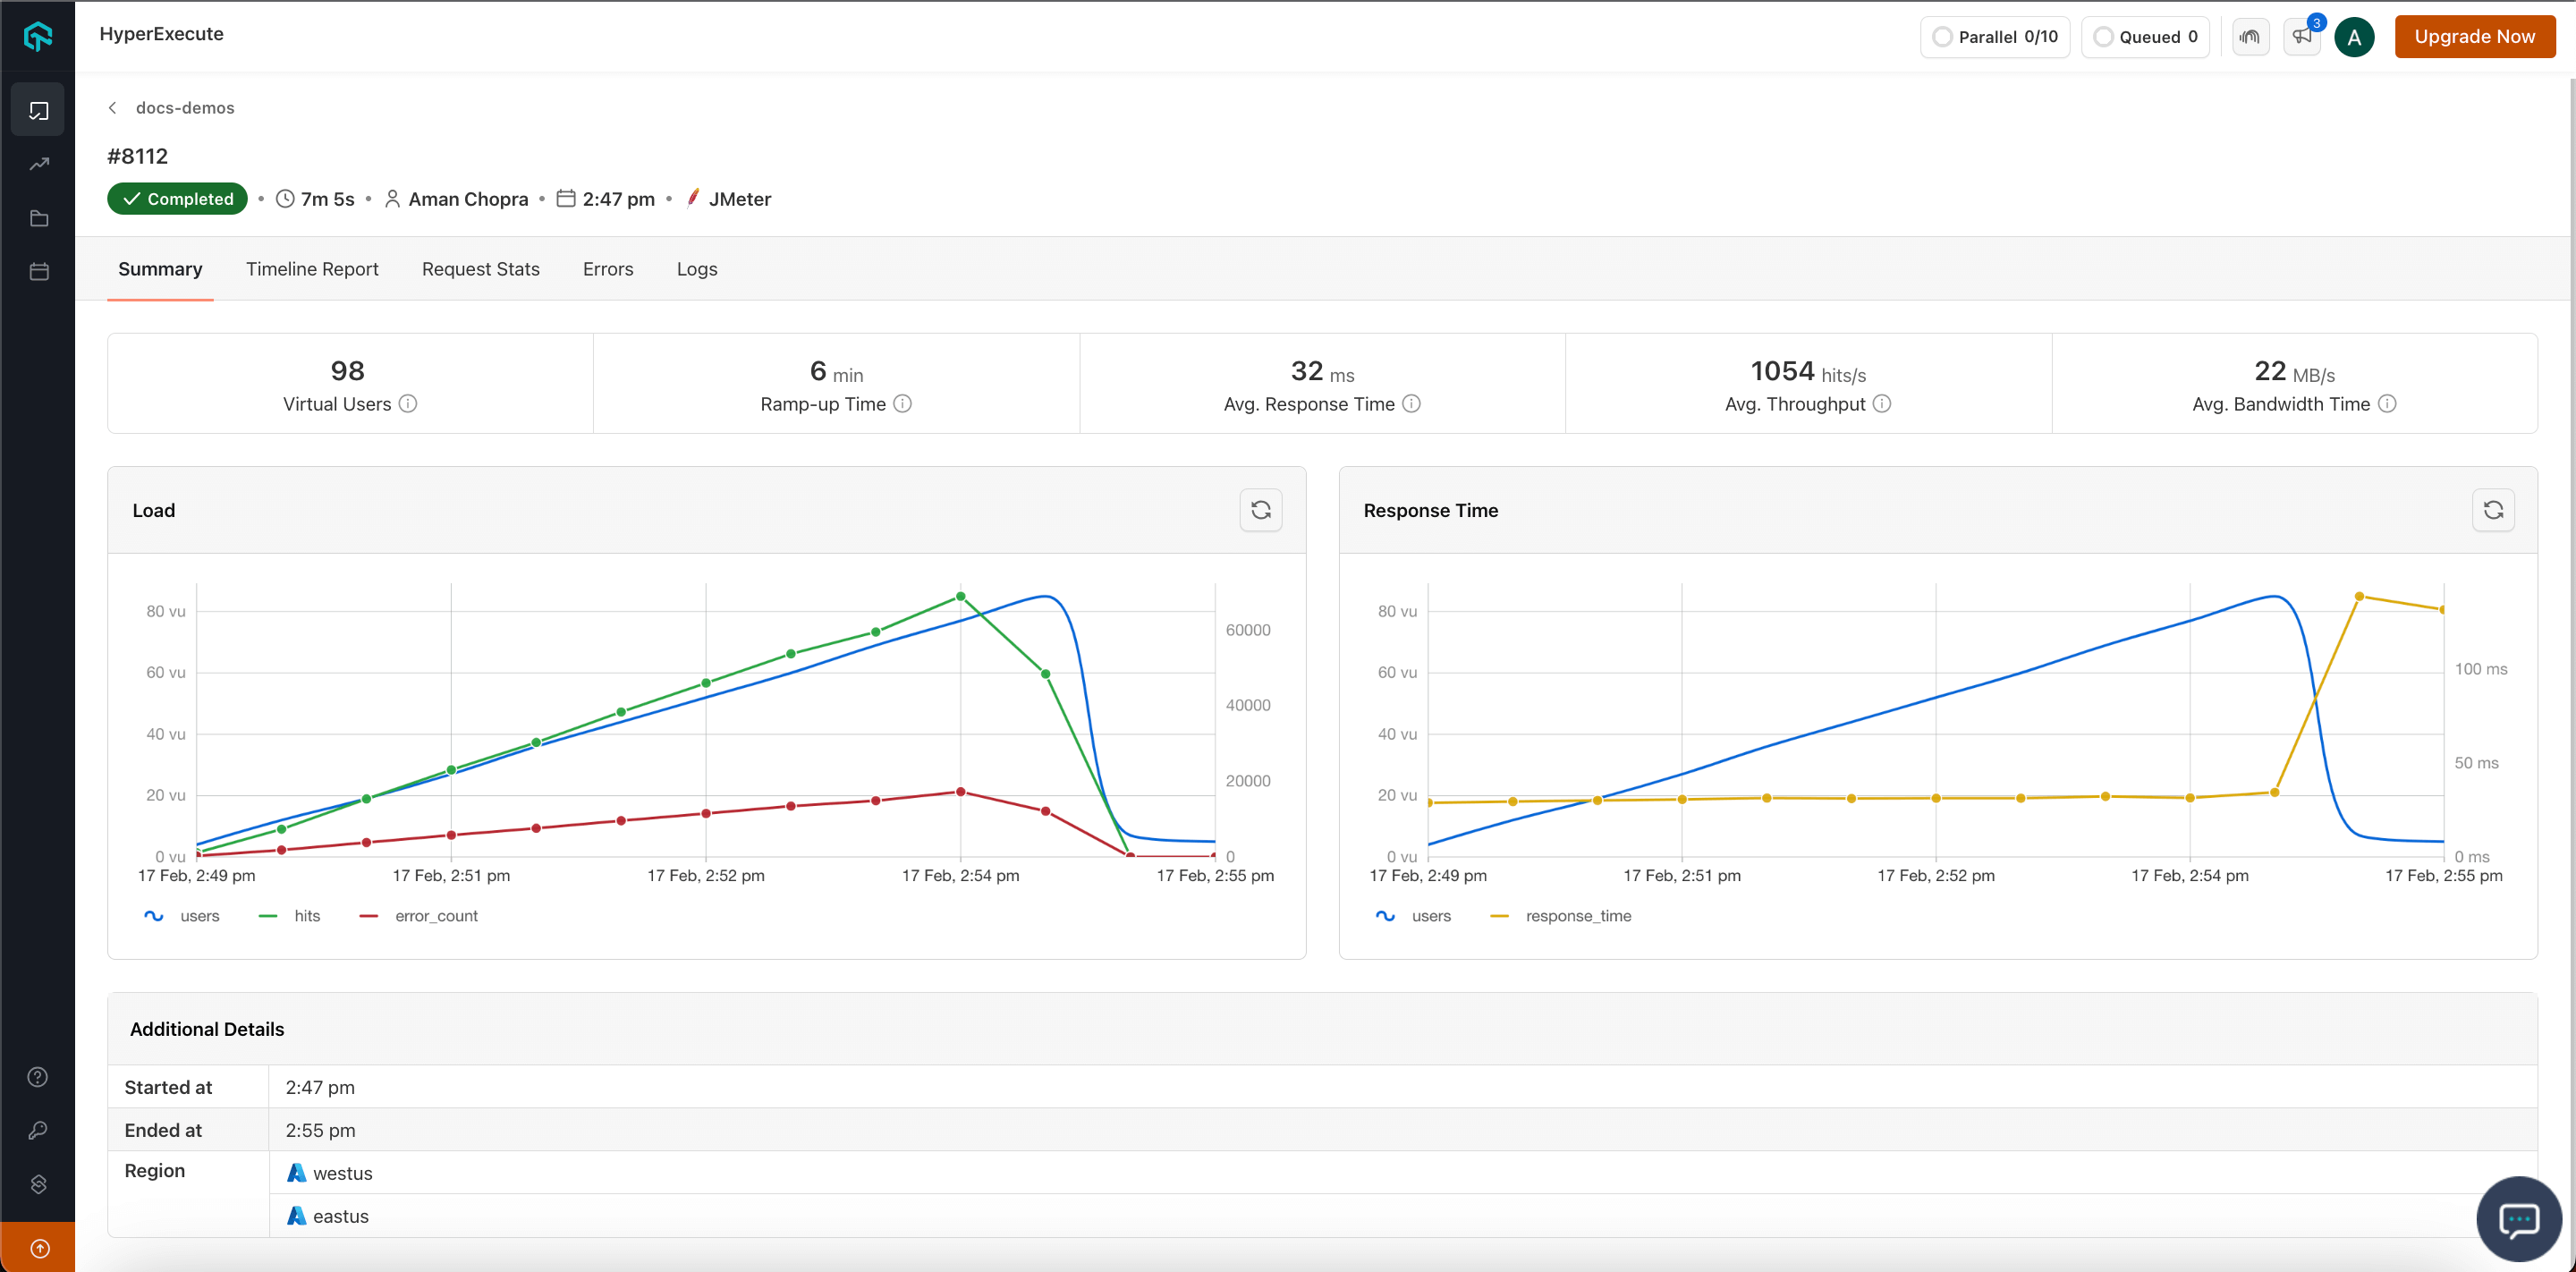 HyperExecute
Parallel 0/10
Queued 0
3
A
Upgrade Now
docs-demos
#8112
Completed • 7m 5s • Aman Chopra • 2:47 pm • JMeter
Summary Timeline Report Request Stats Errors Logs
98
Virtual Users
6 min
Ramp-up Time
32 ms
Avg. Response Time
1054 hits/s
Avg. Throughput
22 MB/s
Avg. Bandwidth Time
Load
80 vu
60 vu
40 vu
20 vu
0 vu
60000
40000
20000
0
17 Feb, 2:49 pm 17 Feb, 2:51 pm 17 Feb, 2:52 pm 17 Feb, 2:54 pm 17 Feb, 2:55 pm
users hits error_count
Response Time
80 vu
60 vu
40 vu
20 vu
0 vu
100 ms
50 ms
0 ms
17 Feb, 2:49 pm 17 Feb, 2:51 pm 17 Feb, 2:52 pm 17 Feb, 2:54 pm 17 Feb, 2:55 pm
users response_time
Additional Details
Started at 2:47 pm
Ended at 2:55 pm
Region westus
eastus